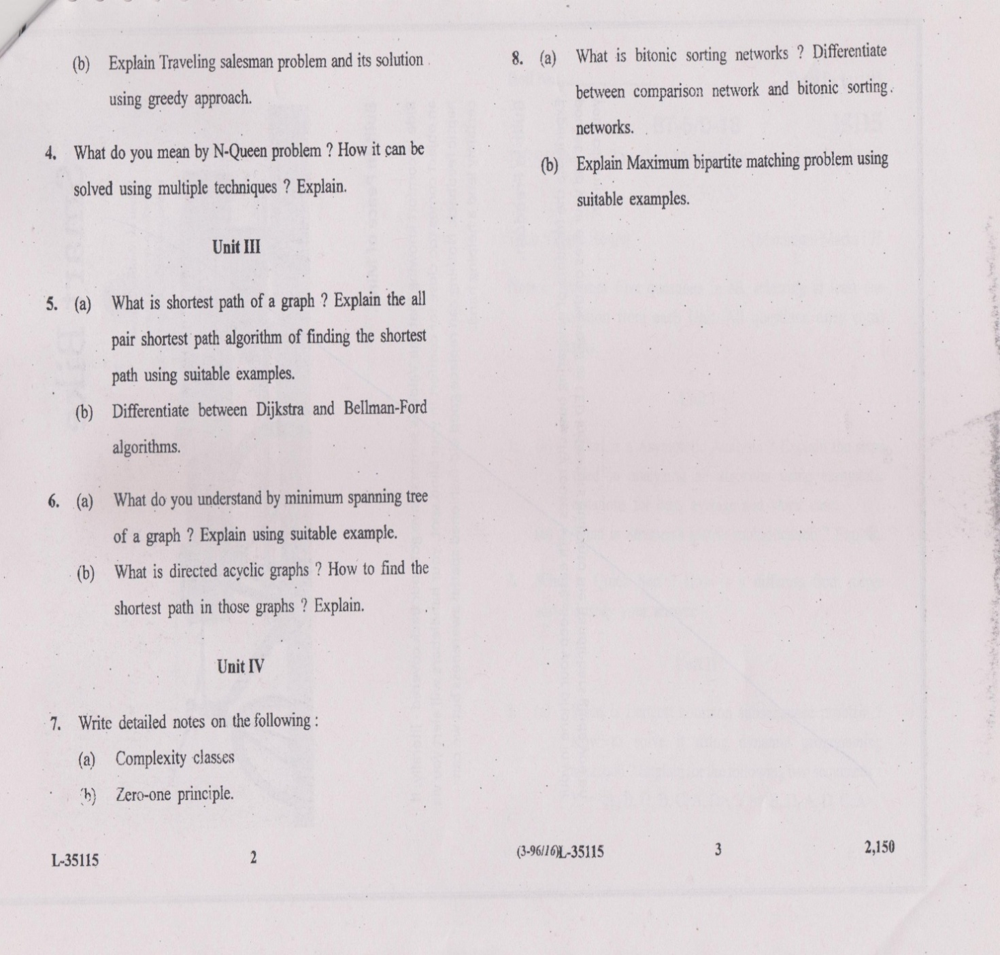 (b) Explain Traveling salesman problem and its solution
using greedy approach.
4. What do you mean by N-Queen problem ? How it can be
solved using multiple techniques ? Explain.
Unit III
5. (a) What is shortest path of a graph ? Explain the all
pair shortest path algorithm of finding the shortest
path using suitable examples.
(b) Differentiate between Dijkstra and Bellman-Ford
algorithms.
6. (a) What do you understand by minimum spanning tree
of a graph ? Explain using suitable example.
(b) What is directed acyclic graphs ? How to find the
shortest path in those graphs ? Explain.
Unit IV
7. Write detailed notes on the following :
(a) Complexity classes
(b) Zero-one principle.
L-35115 2
8. (a) What is bitonic sorting networks ? Differentiate
between comparison network and bitonic sorting
networks.
(b) Explain Maximum bipartite matching problem using
suitable examples.
(3-96/16)L-35115 3 2,150